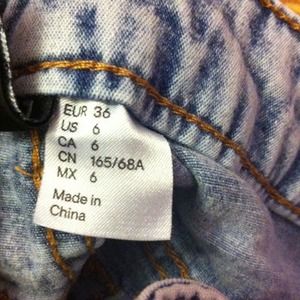 EUR 36
US 6
CA 6
CN 165/68A
MX 6
Made in
China